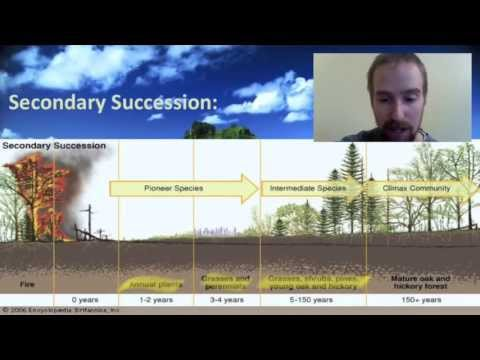 Secondary Succession:
Secondary Succession
Pioneer Species
Intermediate Species
Climax Community
Fire
Annual plants
Grasses and
perennials
Grasses, shrubs, pines,
young oak and hickory
Mature oak and
hickory forest
0 years
1-2 years
3-4 years
5-150 years
150+ years
© 2006 Encyclopædia Britannica, Inc.